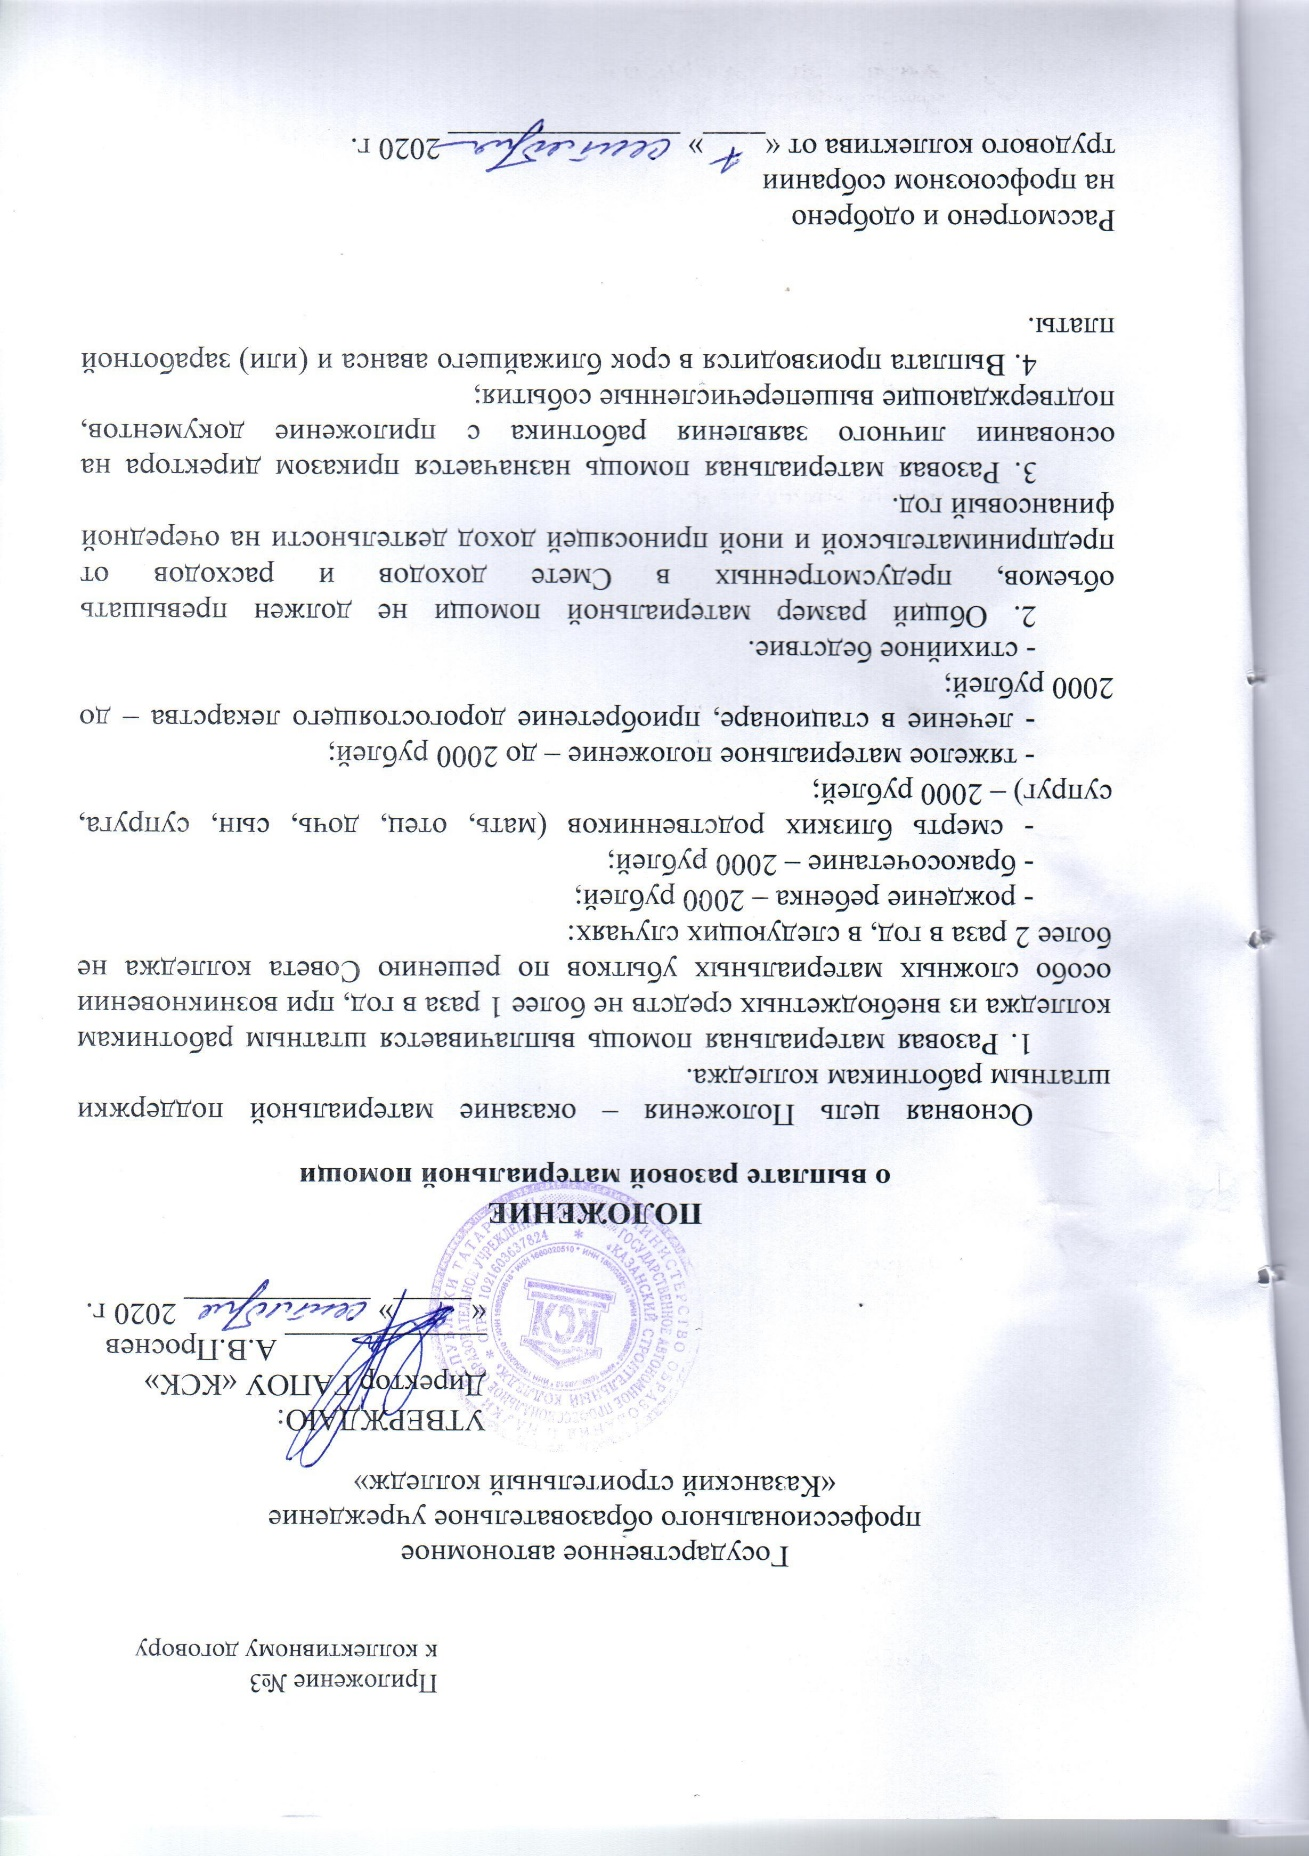 Приложение №3
к коллективному договору
Государственное автономное
профессионального образовательное учреждение
«Казанский строительный колледж»
УТВЕРЖДАЮ:
Директор ГАПОУ «КСК»
А.В.Проснев
«___» сентября 2020 г.
ПОЛОЖЕНИЕ
о выплате разовой материальной помощи
Основная цель Положения – оказание материальной поддержки
штатным работникам колледжа.
1. Разовая материальная помощь выплачивается штатным работникам
колледжа из внебюджетных средств не более 1 раза в год, при возникновении
особо сложных материальных убытков по решению Совета колледжа не
более 2 раза в год, в следующих случаях:
- рождение ребенка – 2000 рублей;
- бракосочетание – 2000 рублей;
- смерть близких родственников (мать, отец, дочь, сын, супруга,
супруг) – 2000 рублей;
- тяжелое материальное положение – до 2000 рублей;
- лечение в стационаре, приобретение дорогостоящего лекарства – до
2000 рублей;
- стихийное бедствие.
2. Общий размер материальной помощи не должен превышать
объемов, предусмотренных в Смете доходов и расходов от
предпринимательской и иной приносящей доход деятельности на очередной
финансовый год.
3. Разовая материальная помощь назначается приказом директора на
основании личного заявления работника с приложение документов,
подтверждающие вышеперечисленные события;
4. Выплата производится в срок ближайшего аванса и (или) заработной
платы.
Рассмотрено и одобрено
на профсоюзном собрании
трудового коллектива от «___» сентября 2020 г.